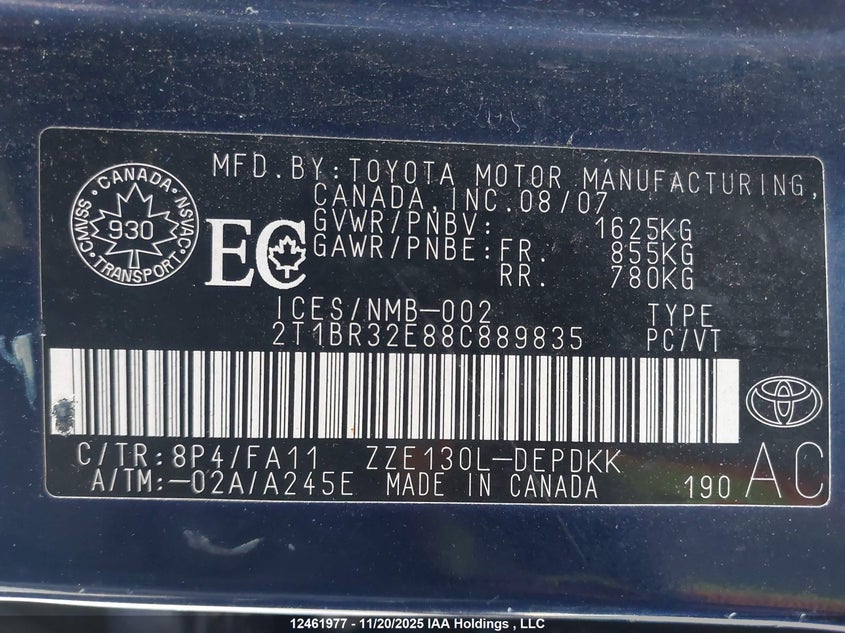 MFD.BY:TOYOTA MOTOR MANUFACTURING,
CANADA,INC.08/07
GVWR/PNBV: 1625KG
GAWR/PNBE: FR. 855KG
RR. 780KG
CANADA
CMVSS NSVAC
930
TRANSPORT
EC
ICES/NMB-002 TYPE
2T1BR32E88C889835 PC/VT
C/TR:8P4/FA11 ZZE130L-DEPDKK
A/TM:-02A/A245E MADE IN CANADA 190 AC
12461977 - 11/20/2025 IAA Holdings , LLC